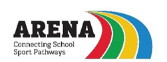 ARENA
Connecting School
Sport Pathways